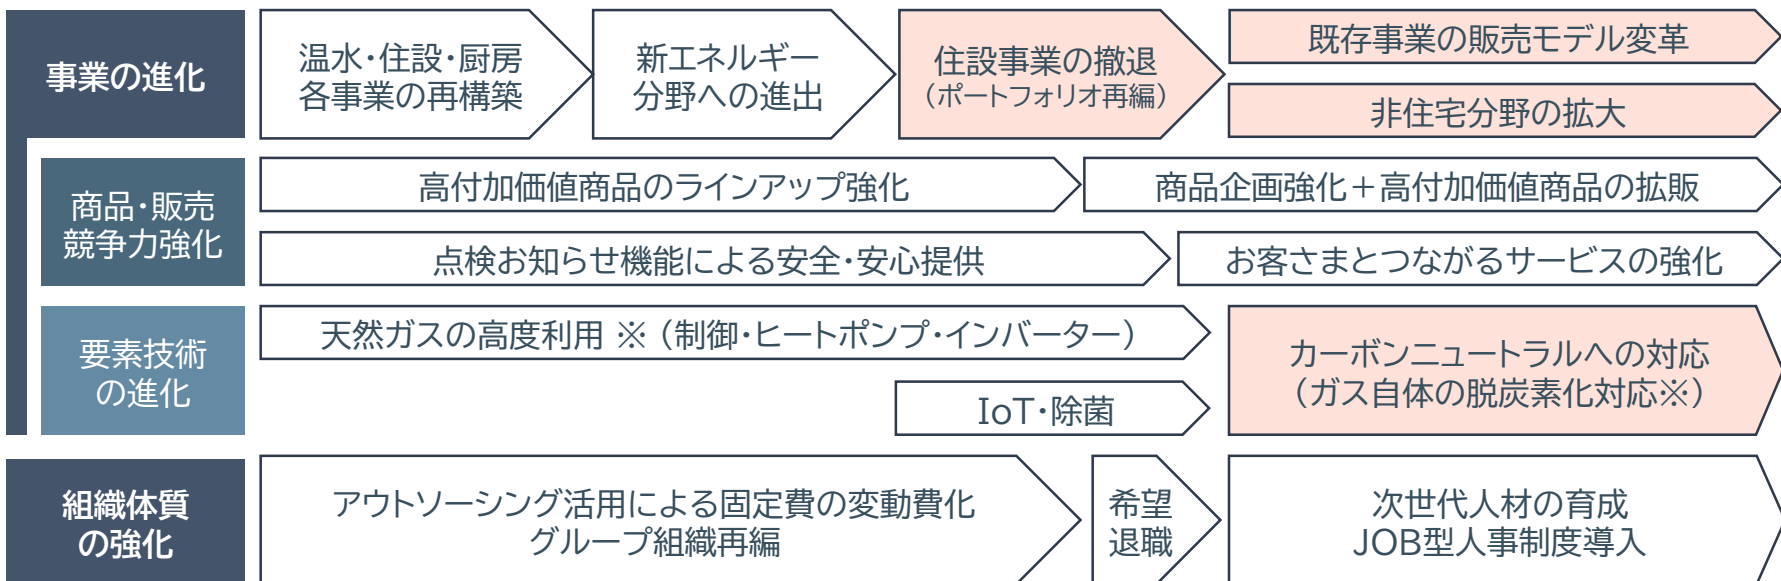 事業の進化
温水・住設・厨房
各事業の再構築
新エネルギー
分野への進出
住設事業の撤退
（ポートフォリオ再編）
既存事業の販売モデル変革
非住宅分野の拡大
商品・販売
競争力強化
高付加価値商品のラインアップ強化
商品企画強化＋高付加価値商品の拡販
点検お知らせ機能による安全・安心提供
お客さまとつながるサービスの強化
要素技術
の進化
天然ガスの高度利用 ※（制御・ヒートポンプ・インバーター）
IoT・除菌
カーボンニュートラルへの対応
（ガス自体の脱炭素化対応※）
組織体質
の強化
アウトソーシング活用による固定費の変動費化
グループ組織再編
希望
退職
次世代人材の育成
JOB型人事制度導入